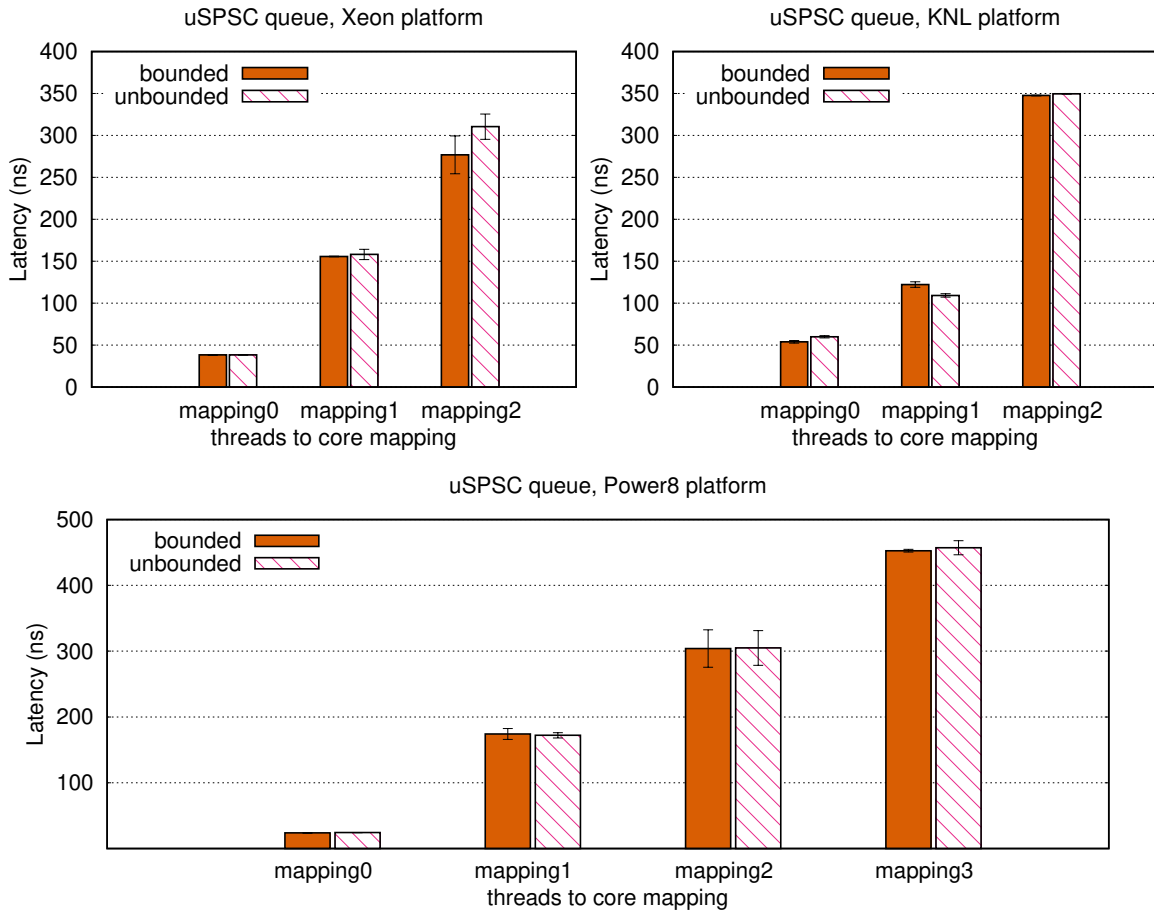 uSPSC queue, Xeon platform
400
350
300
250
200
150
100
50
0
Latency (ns)
bounded
unbounded
mapping0 mapping1 mapping2
threads to core mapping
uSPSC queue, KNL platform
400
350
300
250
200
150
100
50
0
Latency (ns)
bounded
unbounded
mapping0 mapping1 mapping2
threads to core mapping
uSPSC queue, Power8 platform
500
400
300
200
100
Latency (ns)
bounded
unbounded
mapping0 mapping1 mapping2 mapping3
threads to core mapping